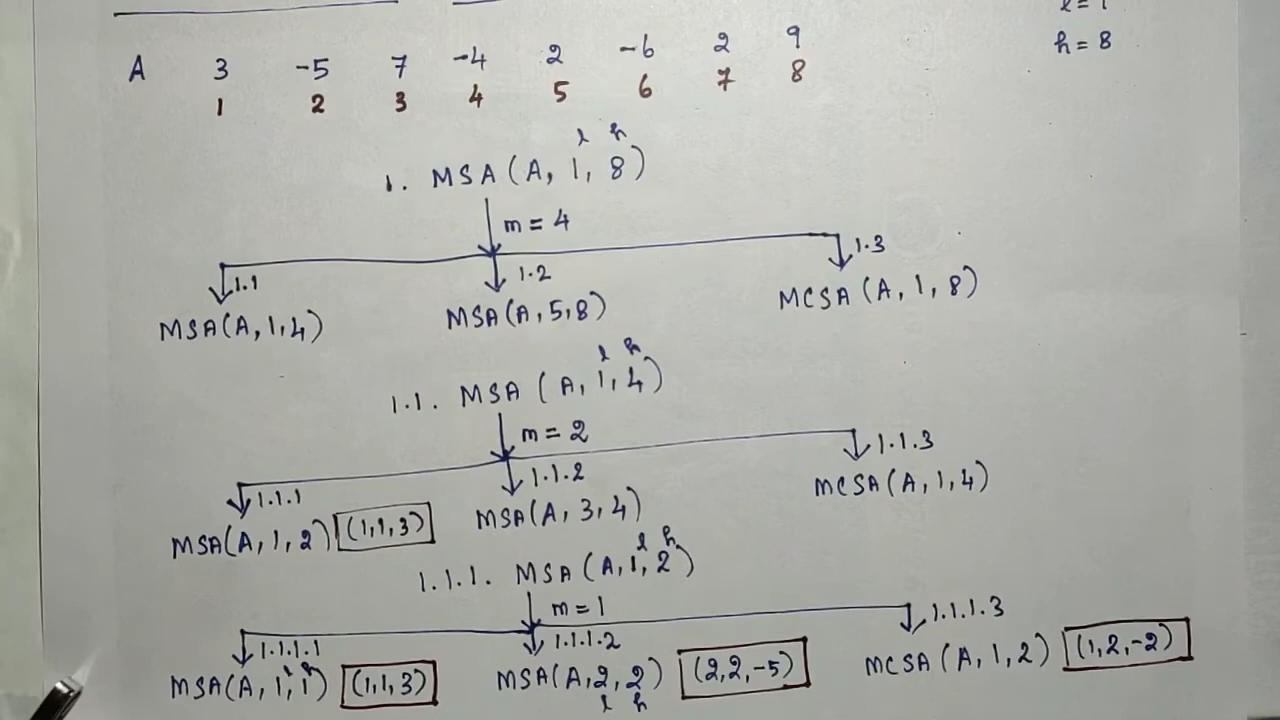 l = 1
h = 8
A 3 -5 7 -4 2 -6 2 9
1 2 3 4 5 6 7 8
l h
1. MSA (A, 1, 8)
m = 4
1.1 1.2 1.3
MSA(A, 1, 4) MSA(A, 5, 8) MCSA (A, 1, 8)
l h
1.1. MSA (A, 1, 4)
m = 2
1.1.1 1.1.2 1.1.3
MSA(A, 1, 2) (1,1,3) MSA(A, 3, 4) MCSA(A, 1, 4)
l h
1.1.1. MSA (A, 1, 2)
m = 1
1.1.1.1 1.1.1.2 1.1.1.3
l h
MSA(A, 1, 1) (1,1,3) MSA(A, 2, 2) (2,2,-5) MCSA (A, 1, 2) (1,2,-2)
l h